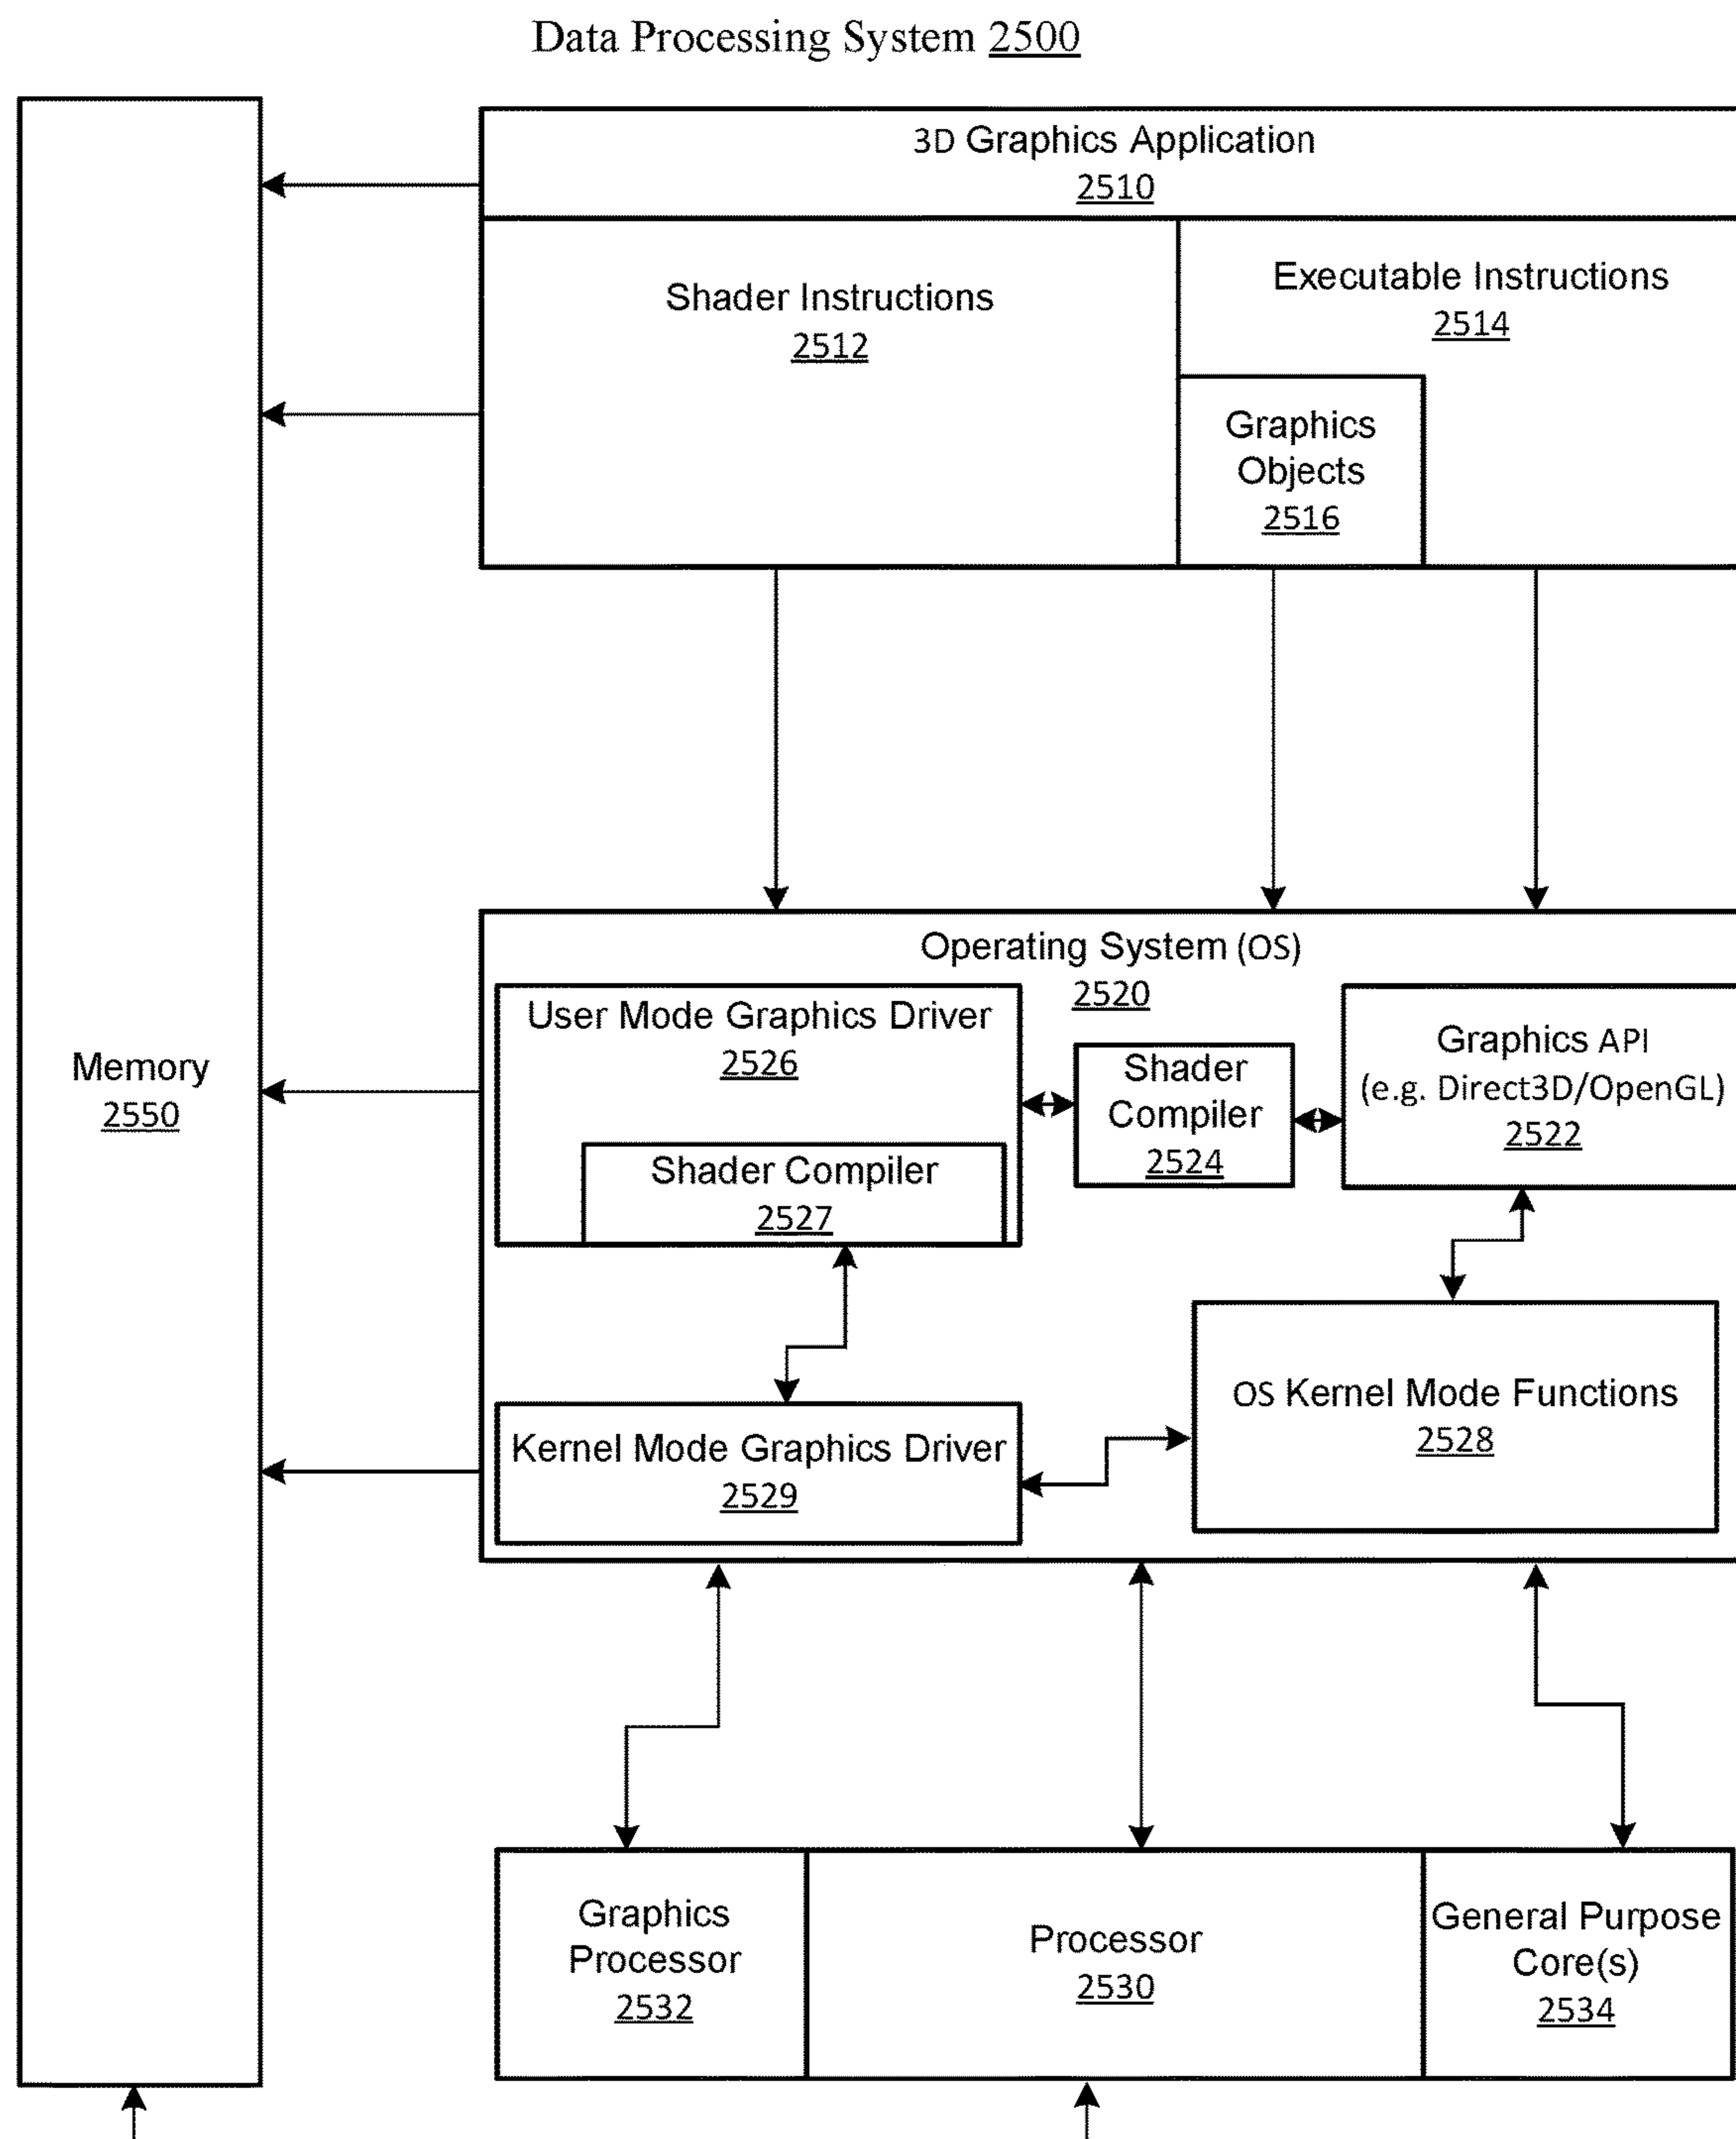 Data Processing System 2500
3D Graphics Application
2510
Shader Instructions
2512
Executable Instructions
2514
Graphics
Objects
2516
Memory
2550
Operating System (OS)
2520
User Mode Graphics Driver
2526
Shader Compiler
2527
Shader
Compiler
2524
Graphics API
(e.g. Direct3D/OpenGL)
2522
Kernel Mode Graphics Driver
2529
OS Kernel Mode Functions
2528
Graphics
Processor
2532
Processor
2530
General Purpose
Core(s)
2534